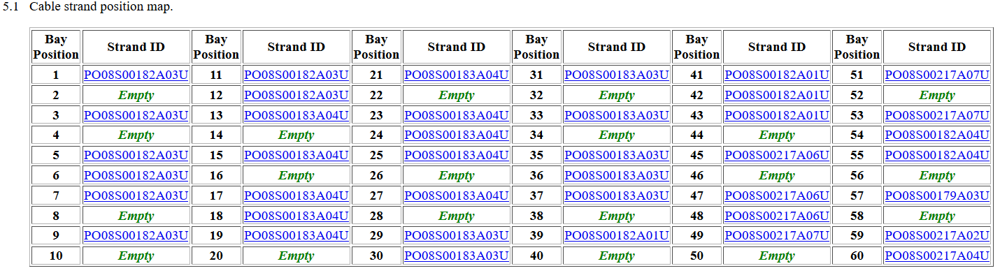 5.1 Cable strand position map.
Bay Position Strand ID Bay Position Strand ID Bay Position Strand ID Bay Position Strand ID Bay Position Strand ID Bay Position Strand ID
1 PO08S00182A03U 11 PO08S00182A03U 21 PO08S00183A04U 31 PO08S00183A03U 41 PO08S00182A01U 51 PO08S00217A07U
2 Empty 12 PO08S00182A03U 22 Empty 32 Empty 42 PO08S00182A01U 52 Empty
3 PO08S00182A03U 13 PO08S00183A04U 23 PO08S00183A04U 33 PO08S00183A03U 43 PO08S00182A01U 53 PO08S00217A07U
4 Empty 14 Empty 24 PO08S00183A04U 34 Empty 44 Empty 54 PO08S00182A04U
5 PO08S00182A03U 15 PO08S00183A04U 25 PO08S00183A04U 35 PO08S00183A03U 45 PO08S00217A06U 55 PO08S00182A04U
6 PO08S00182A03U 16 Empty 26 Empty 36 PO08S00183A03U 46 Empty 56 Empty
7 PO08S00182A03U 17 PO08S00183A04U 27 PO08S00183A04U 37 PO08S00183A03U 47 PO08S00217A06U 57 PO08S00179A03U
8 Empty 18 PO08S00183A04U 28 Empty 38 Empty 48 PO08S00217A06U 58 Empty
9 PO08S00182A03U 19 PO08S00183A04U 29 PO08S00183A03U 39 PO08S00182A01U 49 PO08S00217A07U 59 PO08S00217A02U
10 Empty 20 Empty 30 PO08S00183A03U 40 Empty 50 Empty 60 PO08S00217A04U